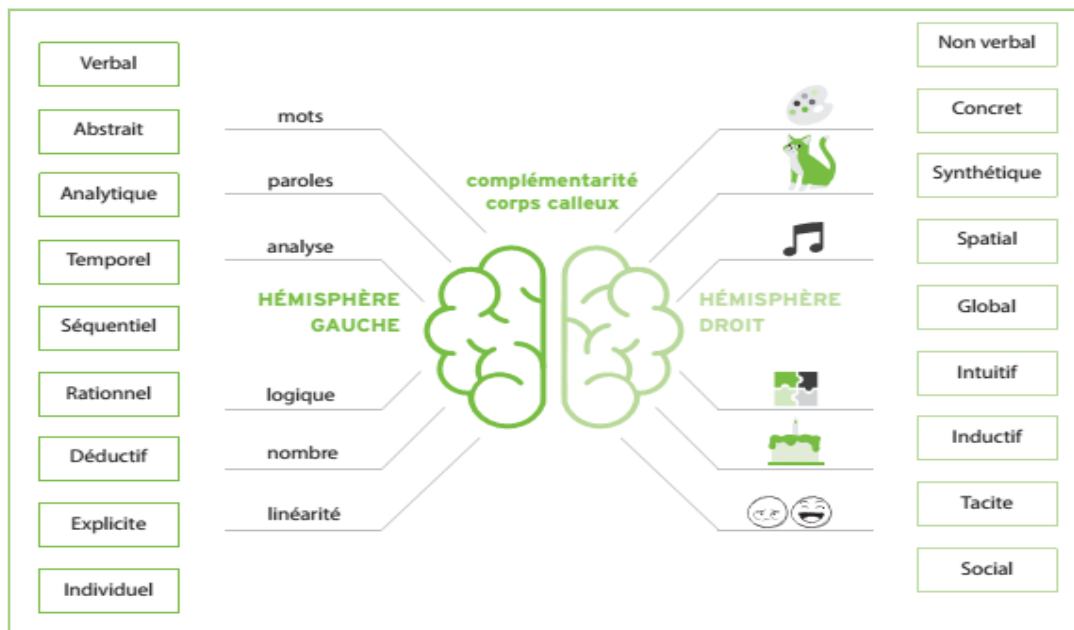 Verbal
Abstrait
Analytique
Temporel
Séquentiel
Rationnel
Déductif
Explicite
Individuel
mots
paroles
analyse
HÉMISPHÈRE
GAUCHE
logique
nombre
linéarité
complémentarité
corps calleux
HÉMISPHÈRE
DROIT
Non verbal
Concret
Synthétique
Spatial
Global
Intuitif
Inductif
Tacite
Social